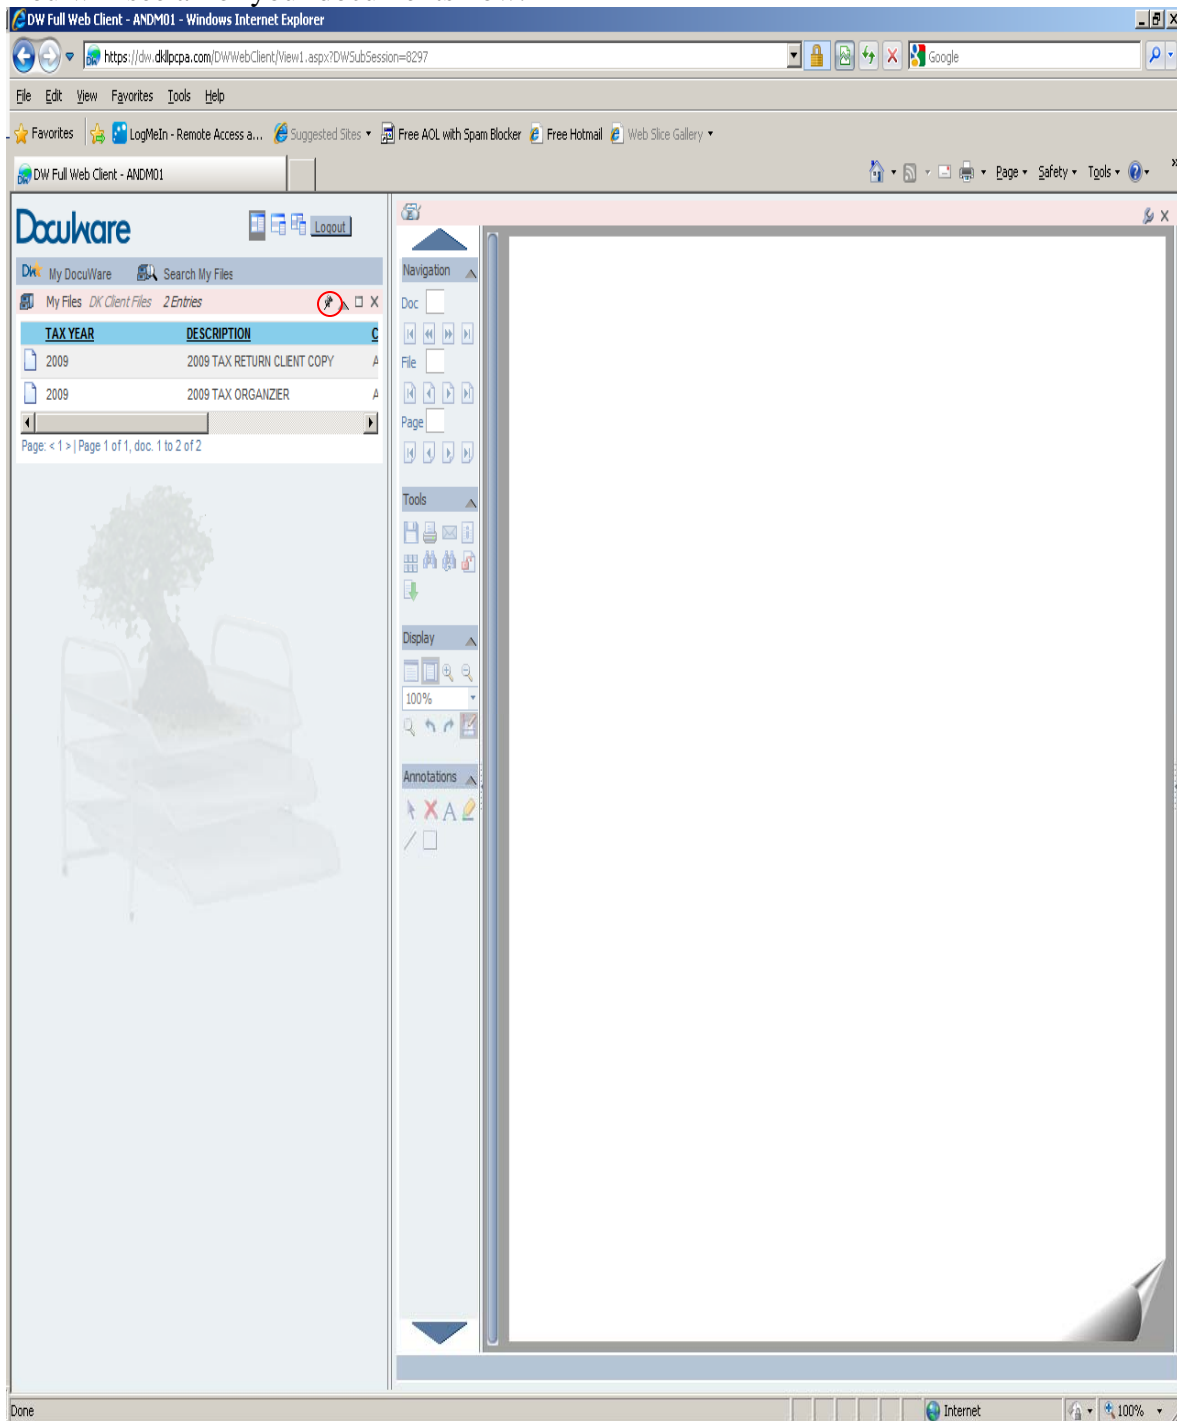 DW Full Web Client - ANDM01 - Windows Internet Explorer
https://dw.dklpcpa.com/DWWebClient/View1.aspx?DWSubSession=8297
Google
File Edit View Favorites Tools Help
Favorites LogMeIn - Remote Access a... Suggested Sites Free AOL with Spam Blocker Free Hotmail Web Slice Gallery
DW Full Web Client - ANDM01
Page Safety Tools
DocuWare
Logout
My DocuWare Search My Files
My Files DK Client Files 2 Entries
TAX YEAR DESCRIPTION C
2009 2009 TAX RETURN CLIENT COPY A
2009 2009 TAX ORGANZIER A
Page: < 1 > | Page 1 of 1, doc. 1 to 2 of 2
Navigation
Doc
File
Page
Tools
Display
100%
Annotations
Done
Internet
100%